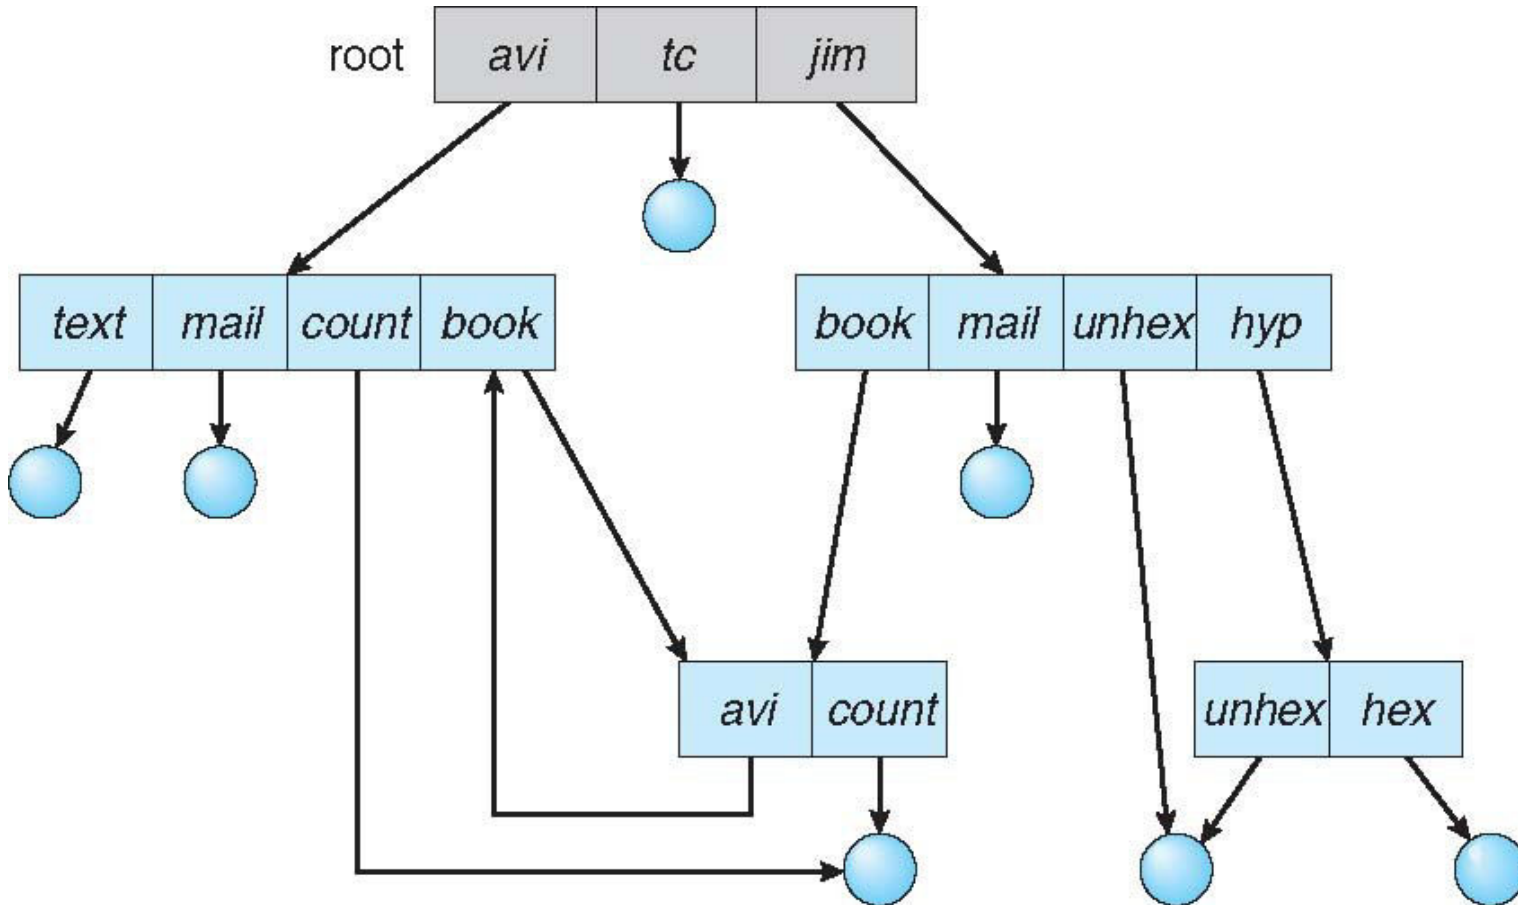 root avi tc jim
text mail count book book mail unhex hyp
avi count unhex hex